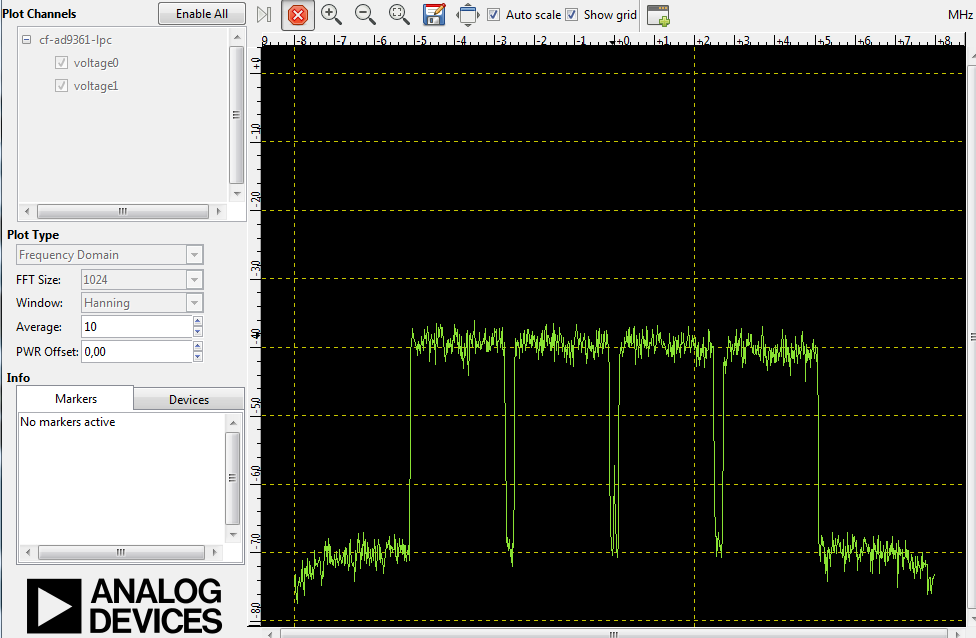 Plot Channels
Enable All
Auto scale
Show grid
MHz
cf-ad9361-lpc
voltage0
voltage1
Plot Type
Frequency Domain
FFT Size: 1024
Window: Hanning
Average: 10
PWR Offset: 0,00
Info
Markers
Devices
No markers active
ANALOG
DEVICES
9 -8 -7 -6 -5 -4 -3 -2 -1 +0 +1 +2 +3 +4 +5 +6 +7 +8
+0
-10
-20
-30
-40
-50
-60
-70
-80